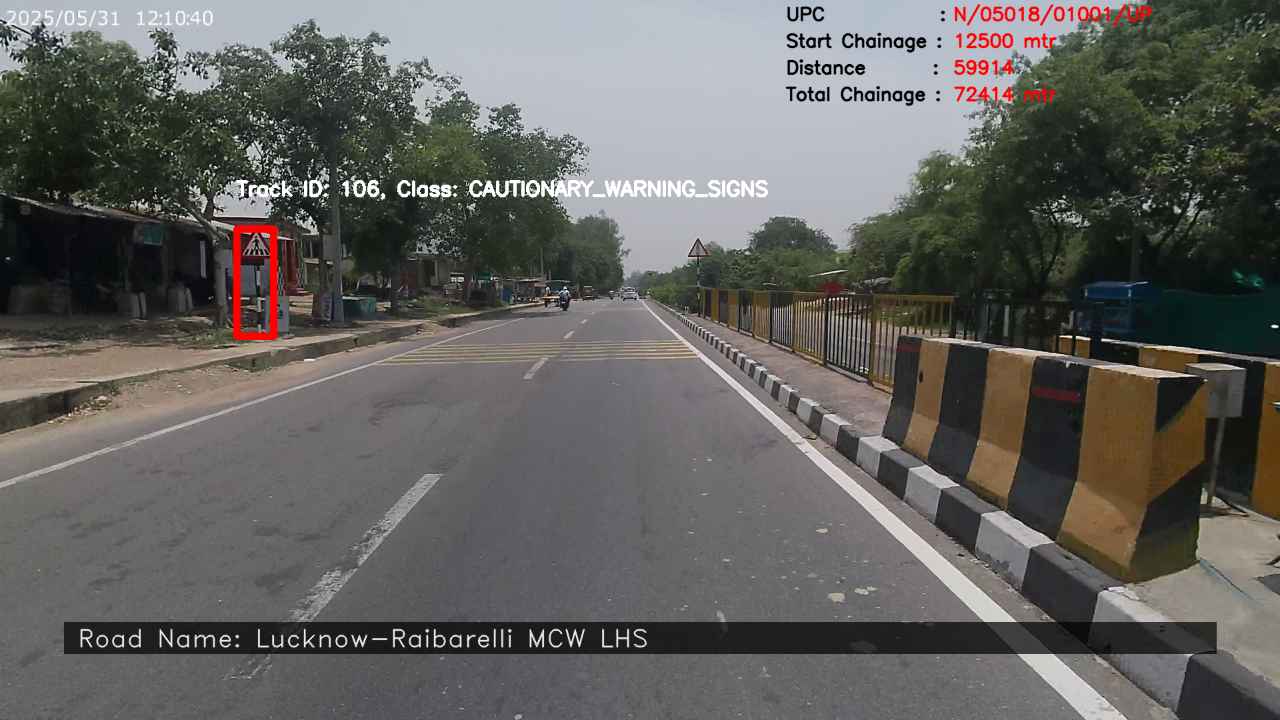 2025/05/31 12:10:40
UPC : N/05018/01001/UP
Start Chainage : 12500 mtr
Distance : 59914
Total Chainage : 72414 mtr
Track ID: 106, Class: CAUTIONARY_WARNING_SIGNS
Road Name: Lucknow-Raibarelli MCW LHS